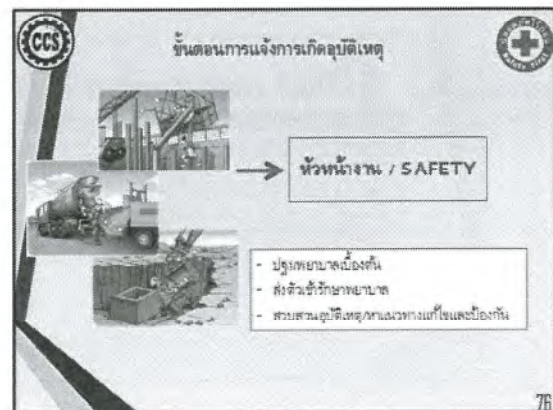 CCS
ขั้นตอนการแจ้งการเกิดอุบัติเหตุ
Safety First
หัวหน้างาน / SAFETY
- ปฐมพยาบาลเบื้องต้น
- ส่งตัวเข้ารักษาพยาบาล
- สวบสวนอุบัติเหตุ/หาแนวทางแก้ไขและป้องกัน
76